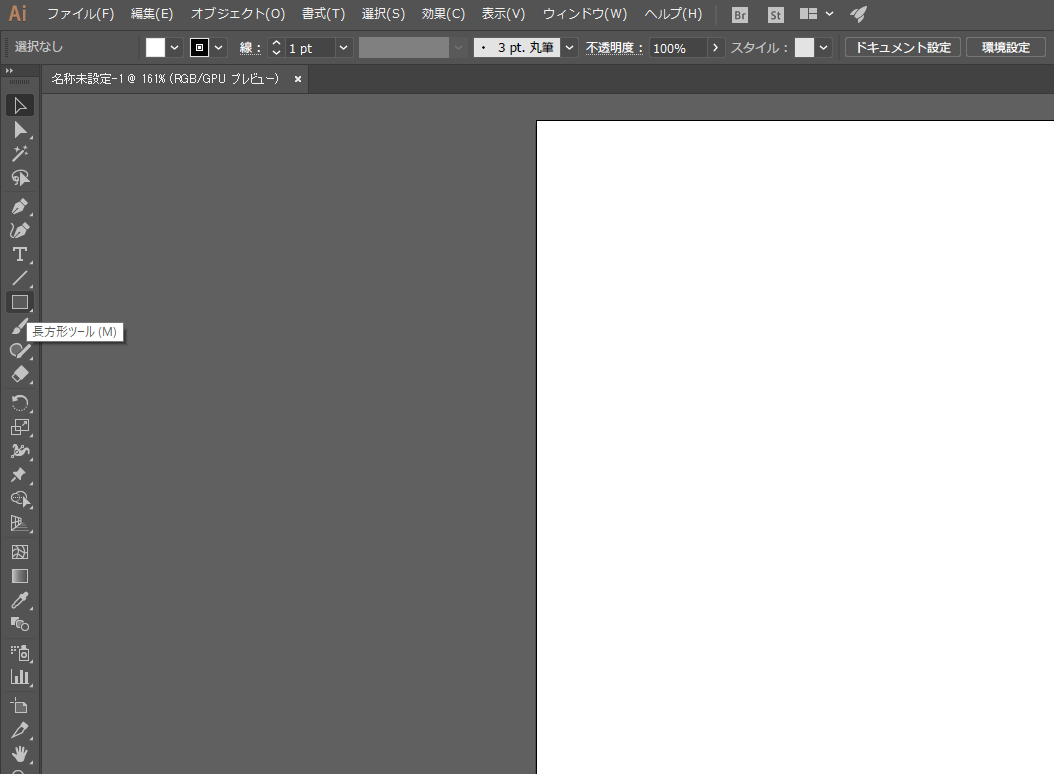 Ai ファイル(F) 編集(E) オブジェクト(O) 書式(T) 選択(S) 効果(C) 表示(V) ウィンドウ(W) ヘルプ(H) Br St
選択なし 線： 1 pt 3 pt. 丸筆 不透明度： 100% スタイル： ドキュメント設定 環境設定
名称未設定-1 @ 161% (RGB/GPU プレビュー) ×
T
長方形ツール (M)